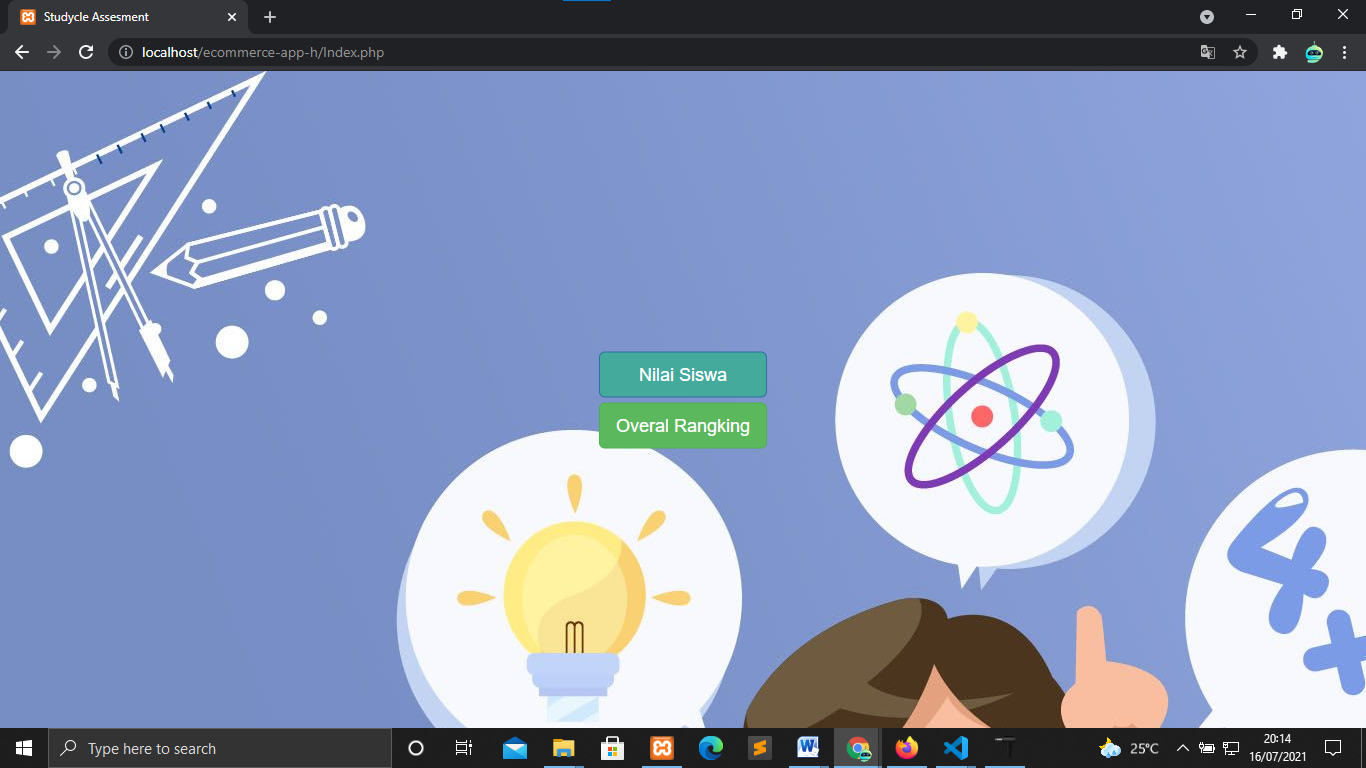 Studycle Assesment
localhost/ecommerce-app-h/Index.php
Nilai Siswa
Overal Rangking
4+
Type here to search
25°C
20:14
16/07/2021